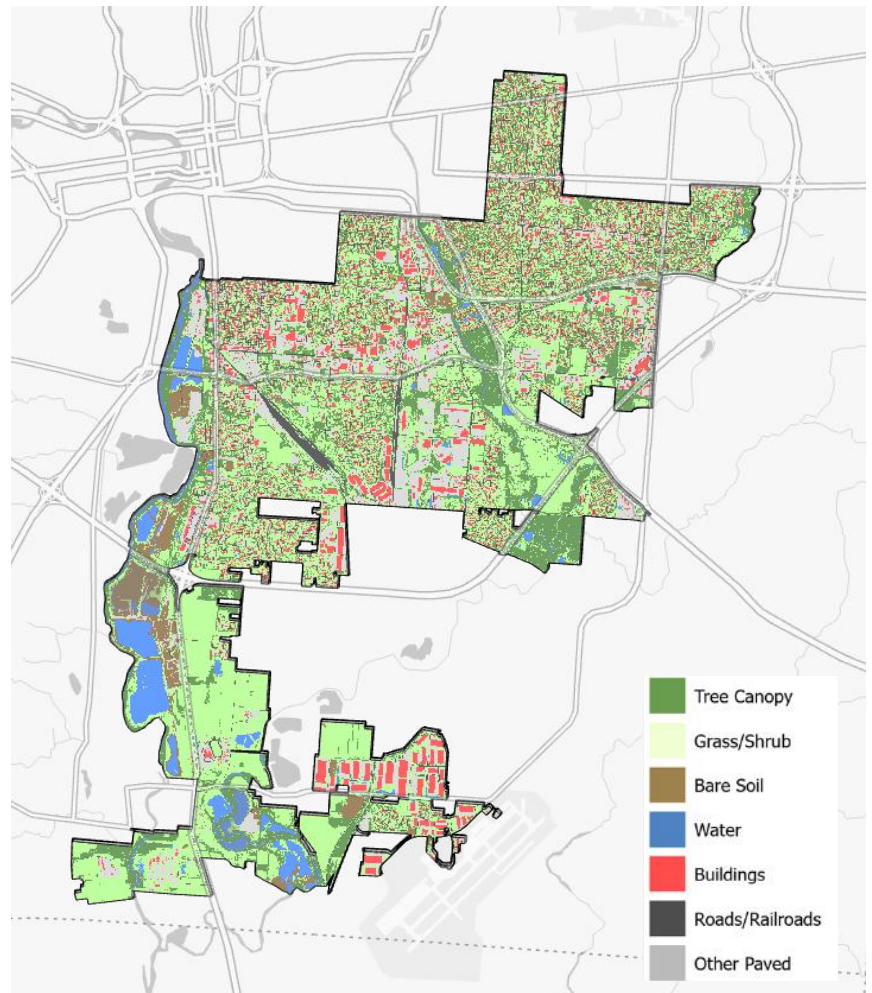 Tree Canopy
Grass/Shrub
Bare Soil
Water
Buildings
Roads/Railroads
Other Paved